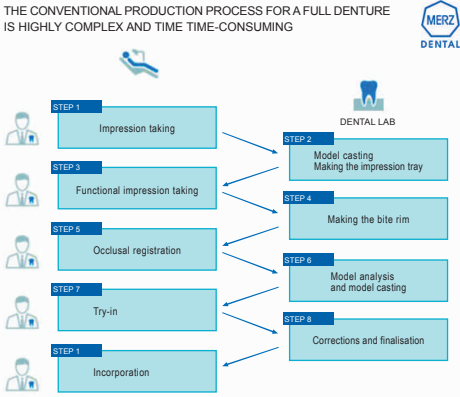 THE CONVENTIONAL PRODUCTION PROCESS FOR A FULL DENTURE
IS HIGHLY COMPLEX AND TIME TIME-CONSUMING
MERZ
DENTAL
DENTAL LAB
STEP 1
Impression taking
STEP 2
Model casting
Making the impression tray
STEP 3
Functional impression taking
STEP 4
Making the bite rim
STEP 5
Occlusal registration
STEP 6
Model analysis
and model casting
STEP 7
Try-in
STEP 8
Corrections and finalisation
STEP 1
Incorporation